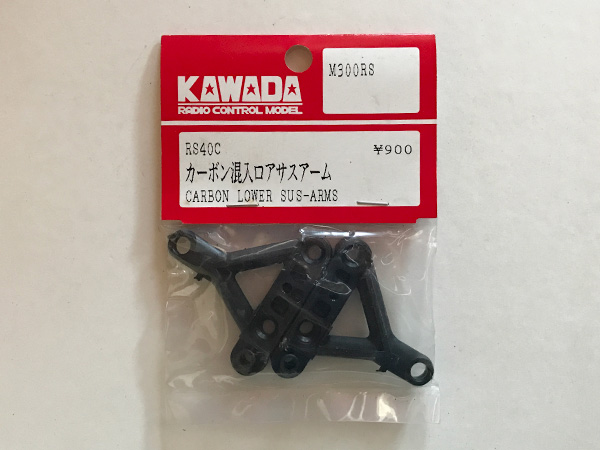 KAWADA
RADIO CONTROL MODEL
M300RS
RS40C ¥900
カーボン混入ロアサスアーム
CARBON LOWER SUS-ARMS